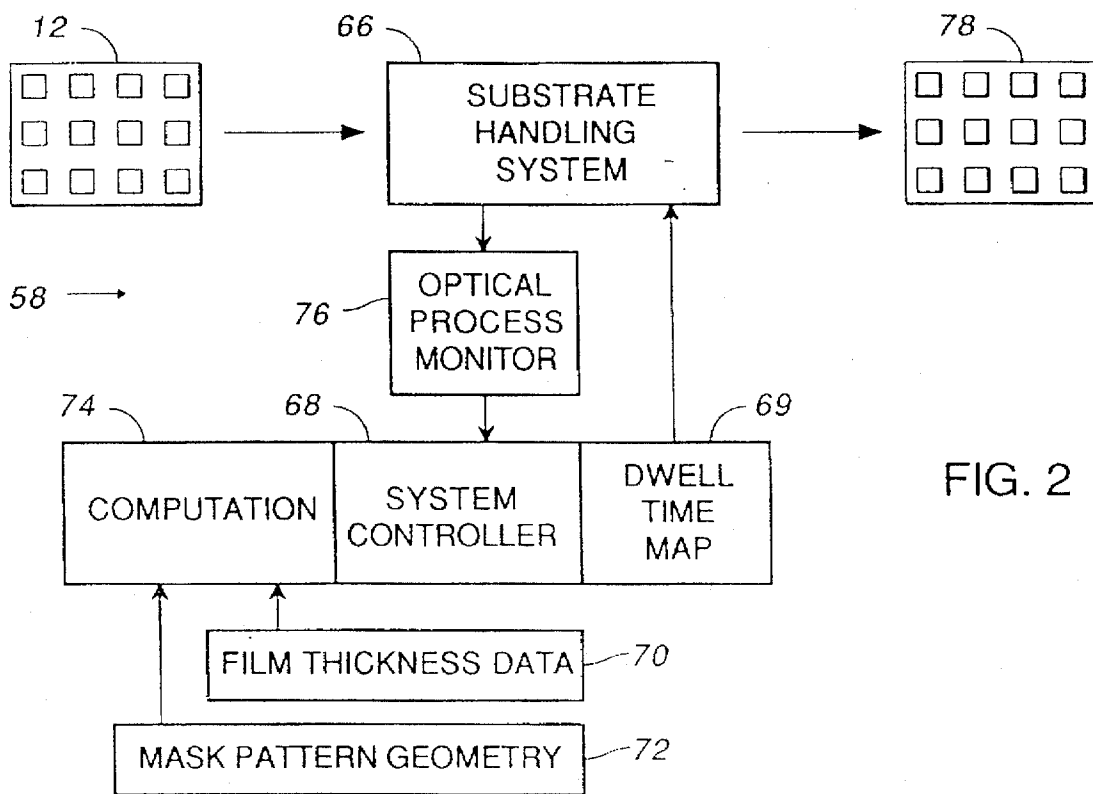 12
66
78
SUBSTRATE
HANDLING
SYSTEM
58
76
OPTICAL
PROCESS
MONITOR
74
68
69
COMPUTATION
SYSTEM
CONTROLLER
DWELL
TIME
MAP
FIG. 2
FILM THICKNESS DATA
70
MASK PATTERN GEOMETRY
72